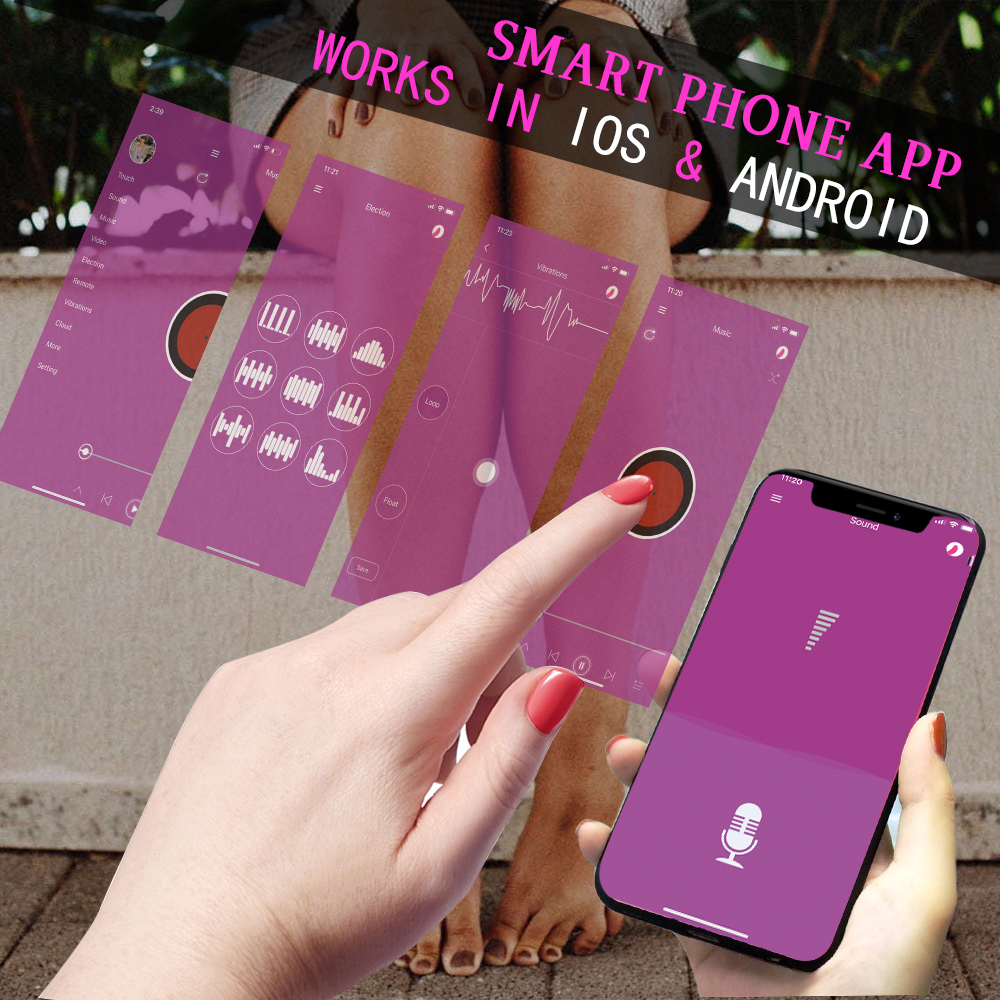 SMART PHONE APP
WORKS IN IOS & ANDROID
2:39
Touch
Sound
Music
Video
Election
Remote
Vibrations
Cloud
More
Setting
Mus
11:21
Election
11:23
Vibrations
Loop
Float
Save
11:20
Music
11:20
Sound